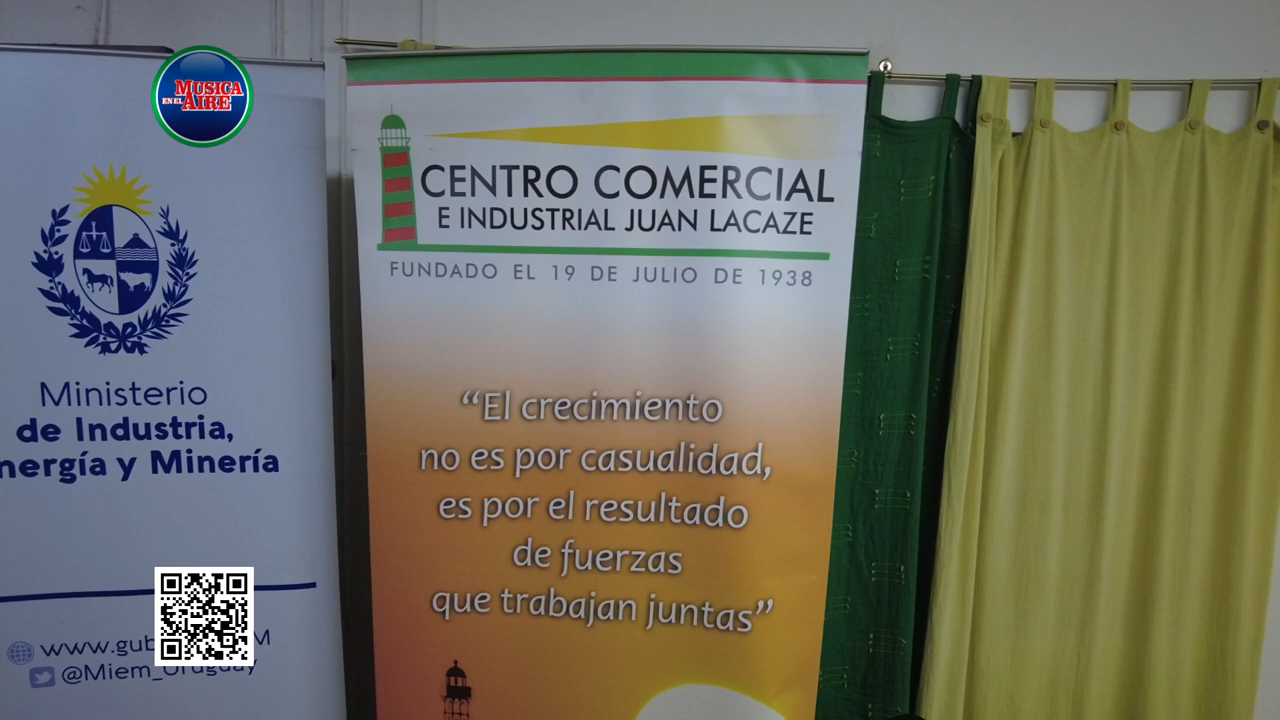 MUSICA
EN EL AIRE
Ministerio
de Industria,
nergía y Minería
www.gub
M
@Miem_Uruguay
CENTRO COMERCIAL
E INDUSTRIAL JUAN LACAZE
FUNDADO EL 19 DE JULIO DE 1938
“El crecimiento
no es por casualidad,
es por el resultado
de fuerzas
que trabajan juntas”